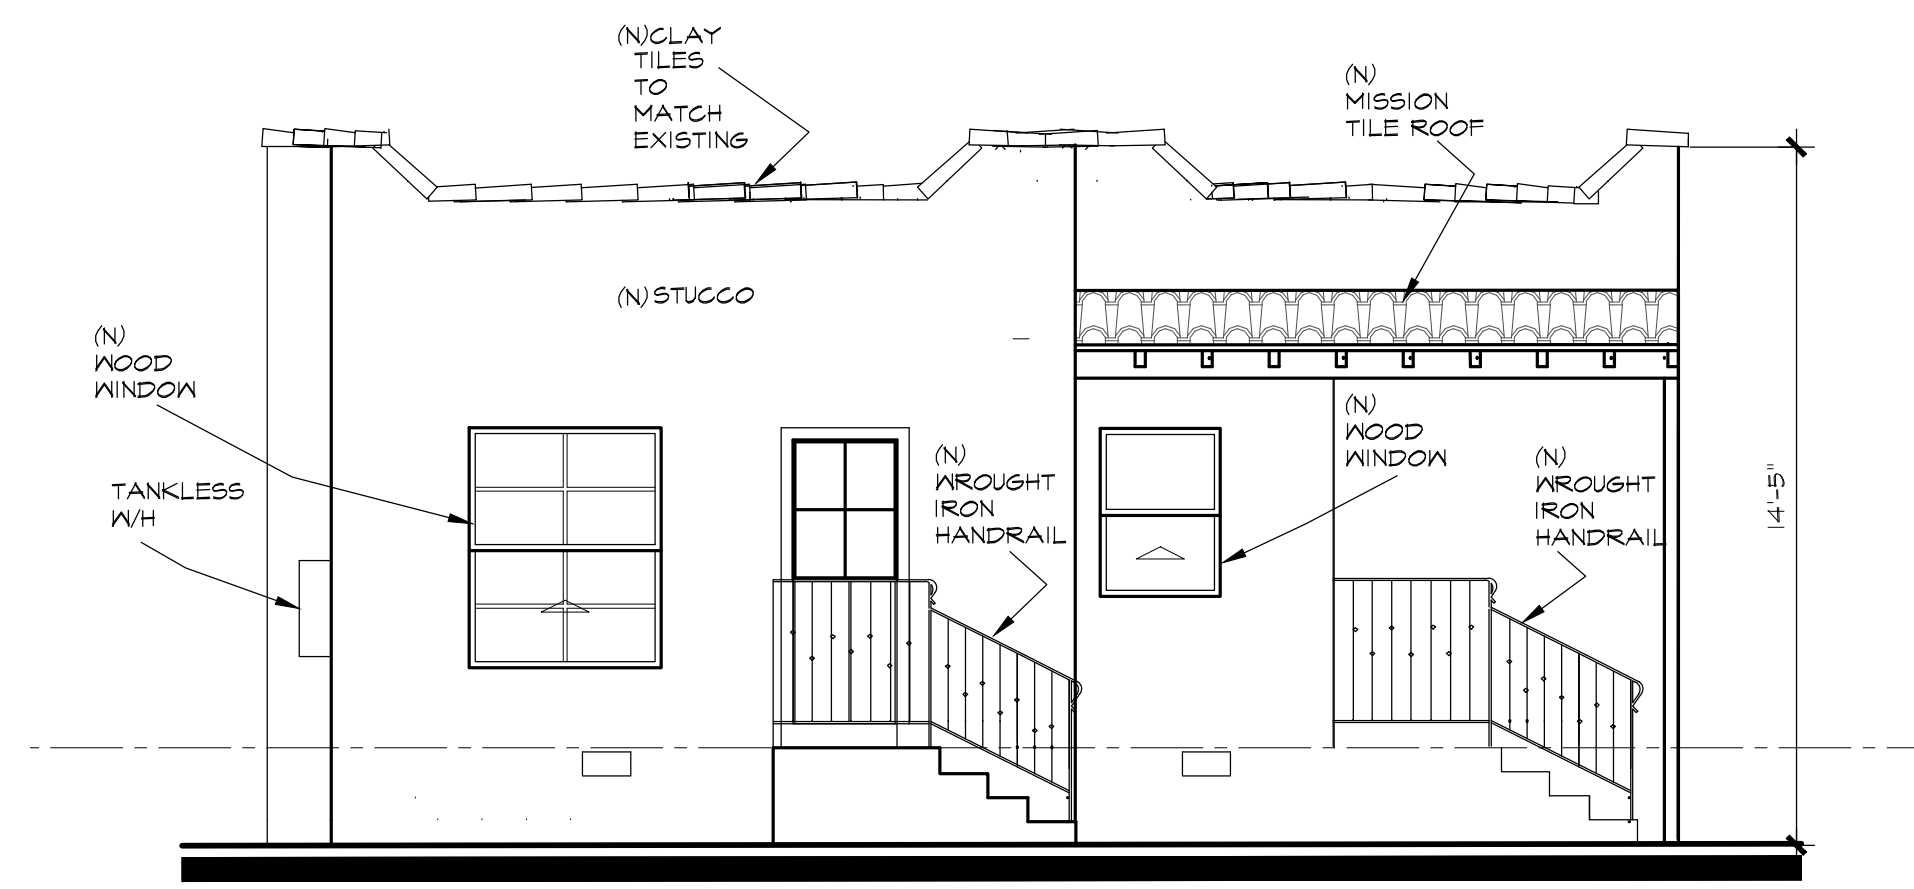 (N)CLAY
TILES
TO
MATCH
EXISTING
(N)
MISSION
TILE ROOF
(N)STUCCO
(N)
WOOD
WINDOW
TANKLESS
W/H
(N)
WROUGHT
IRON
HANDRAIL
(N)
WOOD
WINDOW
(N)
WROUGHT
IRON
HANDRAIL
14'-5"